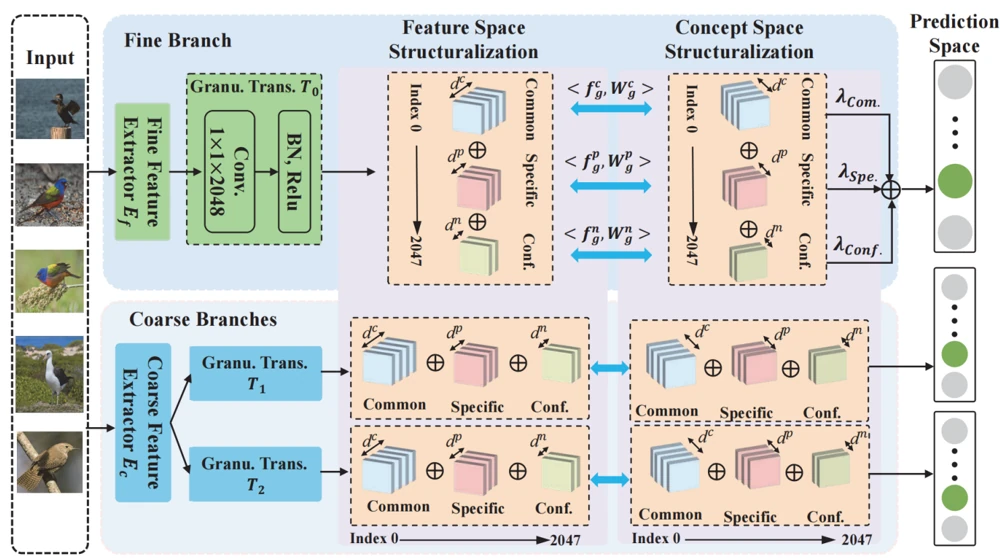 Input
Fine Branch
Fine Feature
Extractor E_f
Granu. Trans. T_0
Conv.
1×1×2048
BN. Relu
Feature Space
Structuralization
Index 0
2047
d^c
d^p
d^n
Common
Specific
Conf.
< f_g^c, W_g^c >
< f_g^p, W_g^p >
< f_g^n, W_g^n >
Concept Space
Structuralization
Index 0
2047
d^c
d^p
d^n
Common
Specific
Conf.
λ_Com.
λ_Spe.
λ_Conf.
Prediction
Space
Coarse Branches
Coarse Feature
Extractor E_c
Granu. Trans.
T_1
Granu. Trans.
T_2
d^c d^p d^n
Common Specific Conf.
d^c d^p d^n
Common Specific Conf.
d^c d^p d^n
Common Specific Conf.
d^c d^p d^n
Common Specific Conf.
Index 0 2047
Index 0 2047